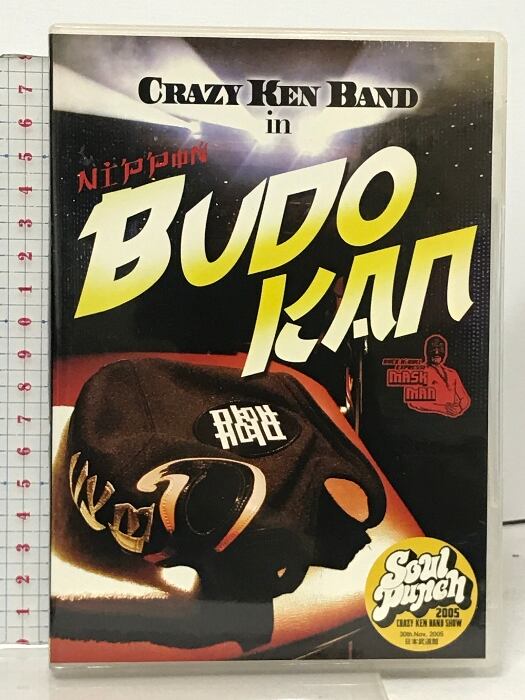 CRAZY KEN BAND
in
NIPPON
BUDO
KAN
EXPRESS
MASK
MAN
Soul
Punch
2005
CRAZY KEN BAND SHOW
30th. Nov. 2005
日本武道館